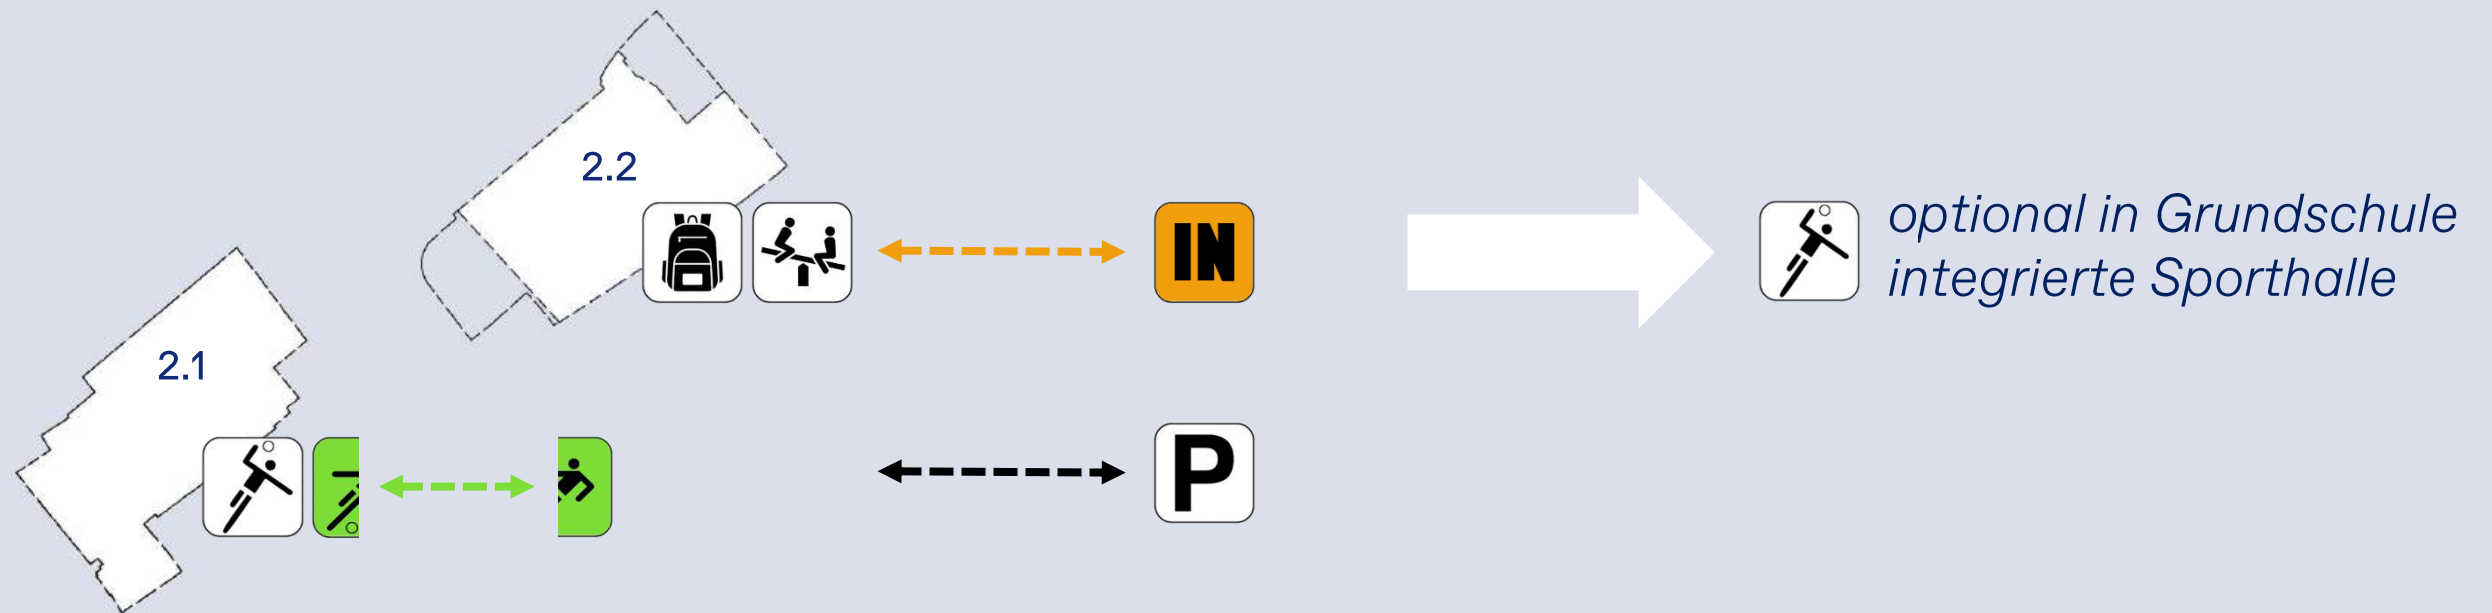 2.2
IN
optional in Grundschule
integrierte Sporthalle
2.1
P